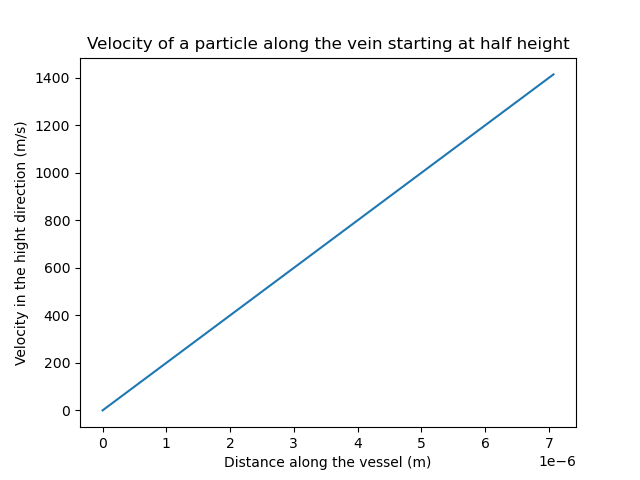 Velocity of a particle along the vein starting at half height
Velocity in the hight direction (m/s)
1400
1200
1000
800
600
400
200
0
0 1 2 3 4 5 6 7
1e−6
Distance along the vessel (m)